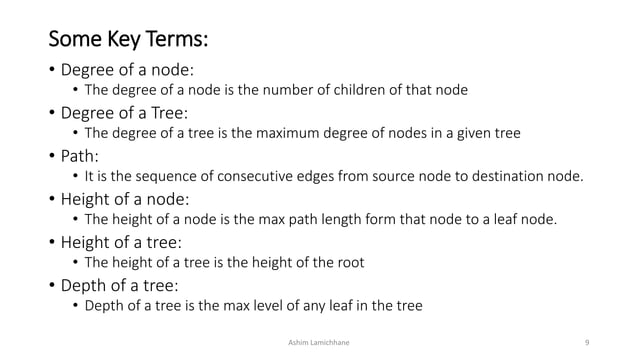 Some Key Terms:
• Degree of a node:
• The degree of a node is the number of children of that node
• Degree of a Tree:
• The degree of a tree is the maximum degree of nodes in a given tree
• Path:
• It is the sequence of consecutive edges from source node to destination node.
• Height of a node:
• The height of a node is the max path length form that node to a leaf node.
• Height of a tree:
• The height of a tree is the height of the root
• Depth of a tree:
• Depth of a tree is the max level of any leaf in the tree
Ashim Lamichhane
9